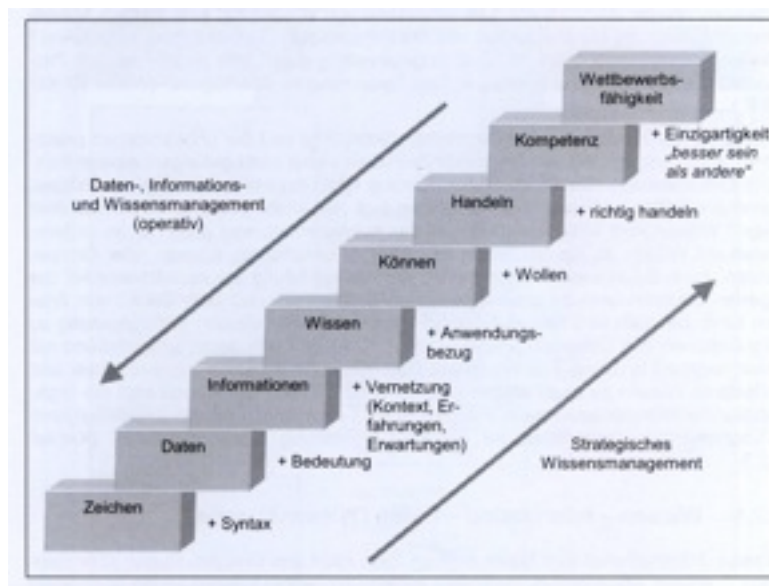 Wettbewerbs-
fähigkeit
Kompetenz
+ Einzigartigkeit
„besser sein
als andere“
Daten-, Informations-
und Wissensmanagement
(operativ)
Handeln
+ richtig handeln
Können
+ Wollen
Wissen
+ Anwendungs-
bezug
Informationen
+ Vernetzung
(Kontext, Er-
fahrungen,
Erwartungen)
Daten
+ Bedeutung
Strategisches
Wissensmanagement
Zeichen
+ Syntax